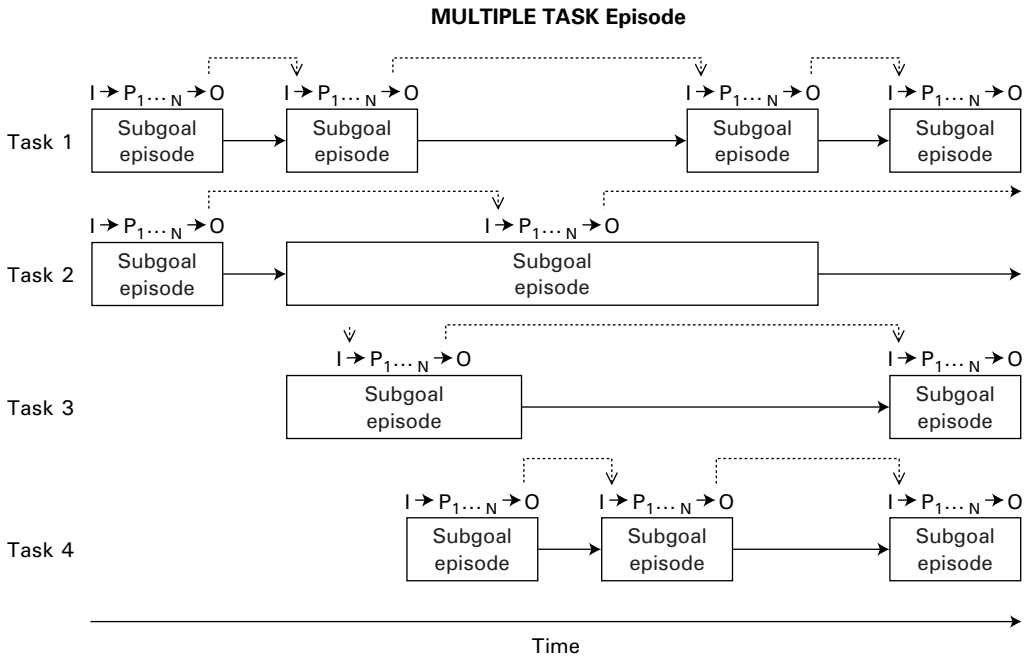 MULTIPLE TASK Episode
I → P₁... N → O I → P₁... N → O I → P₁... N → O I → P₁... N → O
Task 1
Subgoal episode Subgoal episode Subgoal episode Subgoal episode
I → P₁... N → O I → P₁... N → O
Task 2
Subgoal episode Subgoal episode
I → P₁... N → O I → P₁... N → O
Task 3
Subgoal episode Subgoal episode
I → P₁... N → O I → P₁... N → O I → P₁... N → O
Task 4
Subgoal episode Subgoal episode Subgoal episode
Time